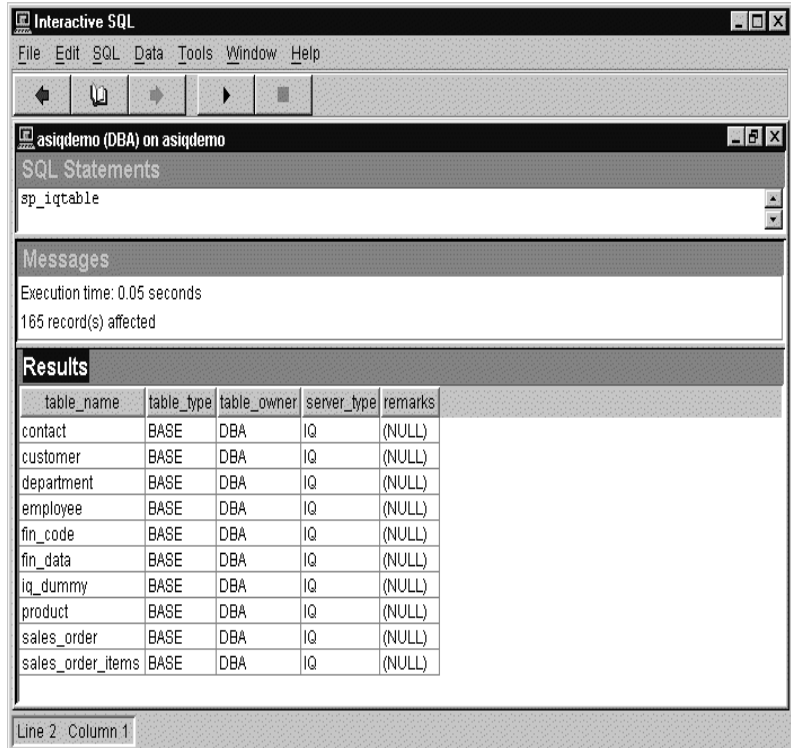 Interactive SQL
File Edit SQL Data Tools Window Help
asiqdemo (DBA) on asiqdemo
SQL Statements
sp_iqtable
Messages
Execution time: 0.05 seconds
165 record(s) affected
Results
table_name table_type table_owner server_type remarks
contact BASE DBA IQ (NULL)
customer BASE DBA IQ (NULL)
department BASE DBA IQ (NULL)
employee BASE DBA IQ (NULL)
fin_code BASE DBA IQ (NULL)
fin_data BASE DBA IQ (NULL)
iq_dummy BASE DBA IQ (NULL)
product BASE DBA IQ (NULL)
sales_order BASE DBA IQ (NULL)
sales_order_items BASE DBA IQ (NULL)
Line 2 Column 1